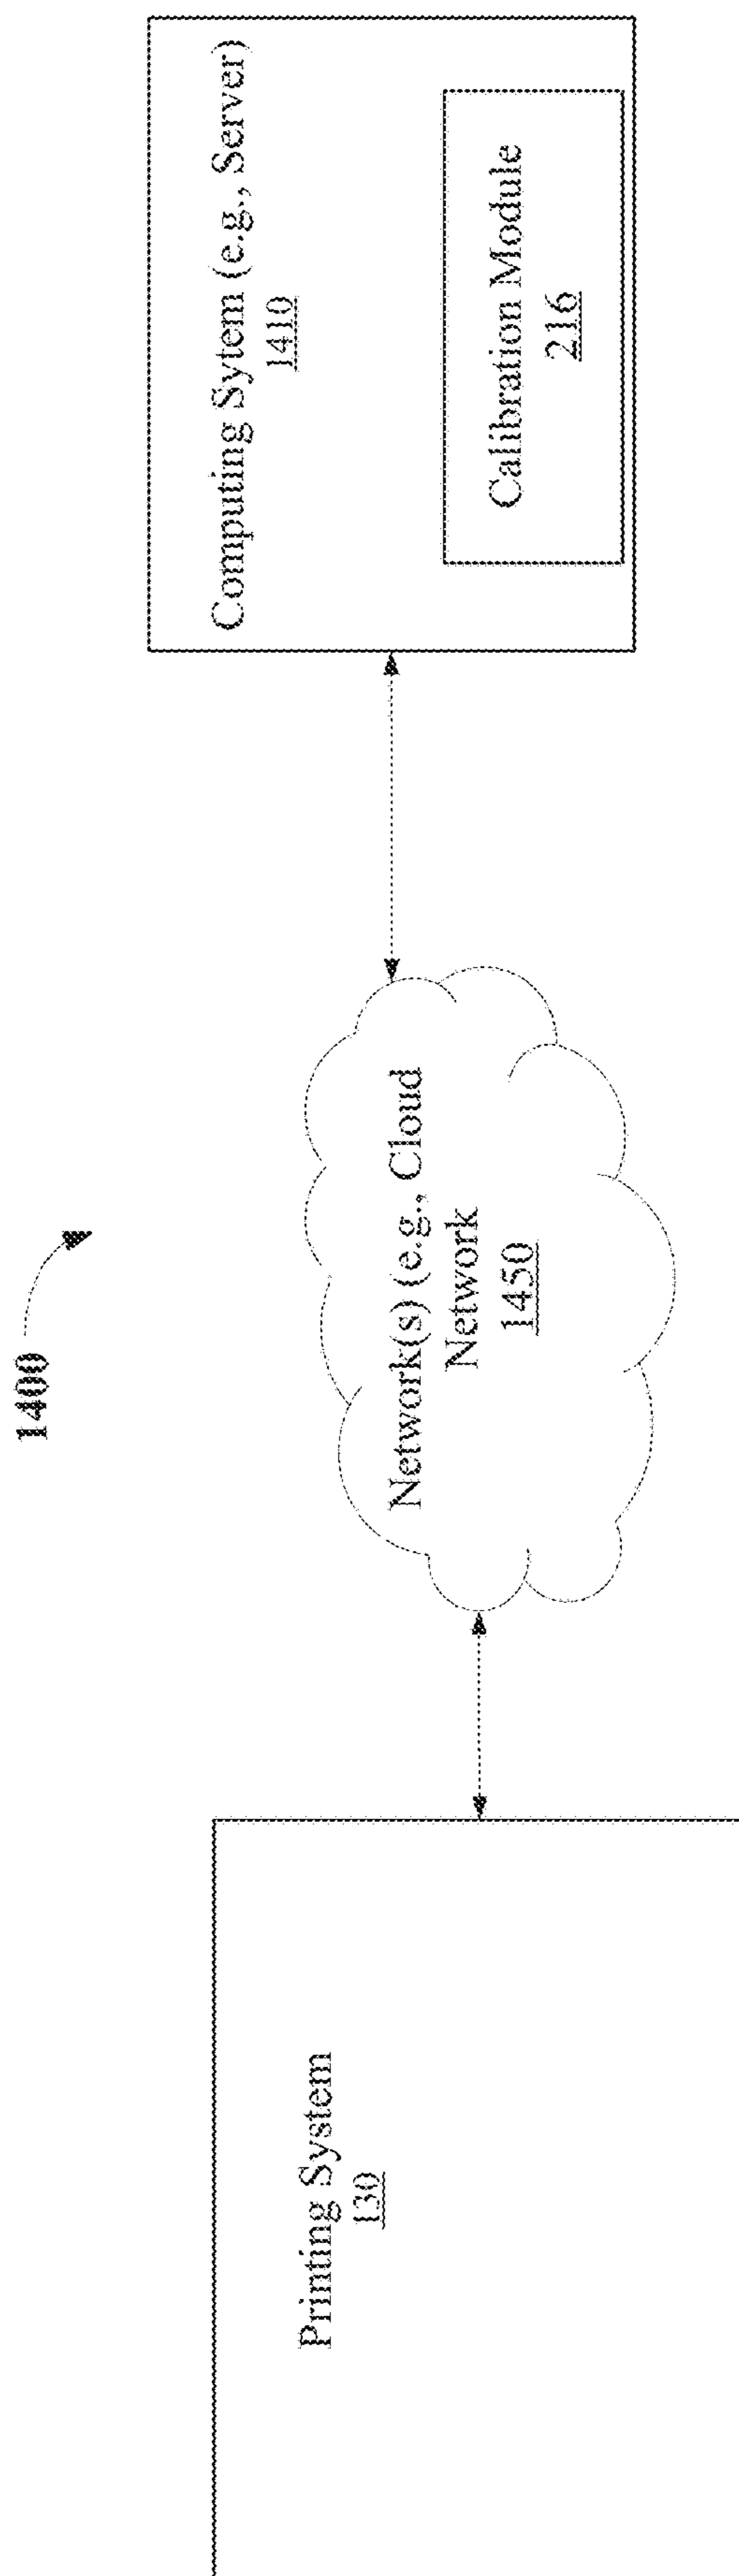 1400
Printing System
130
Network(s) (e.g., Cloud
Network
1450
Computing Sytem (e.g., Server)
1410
Calibration Module
216